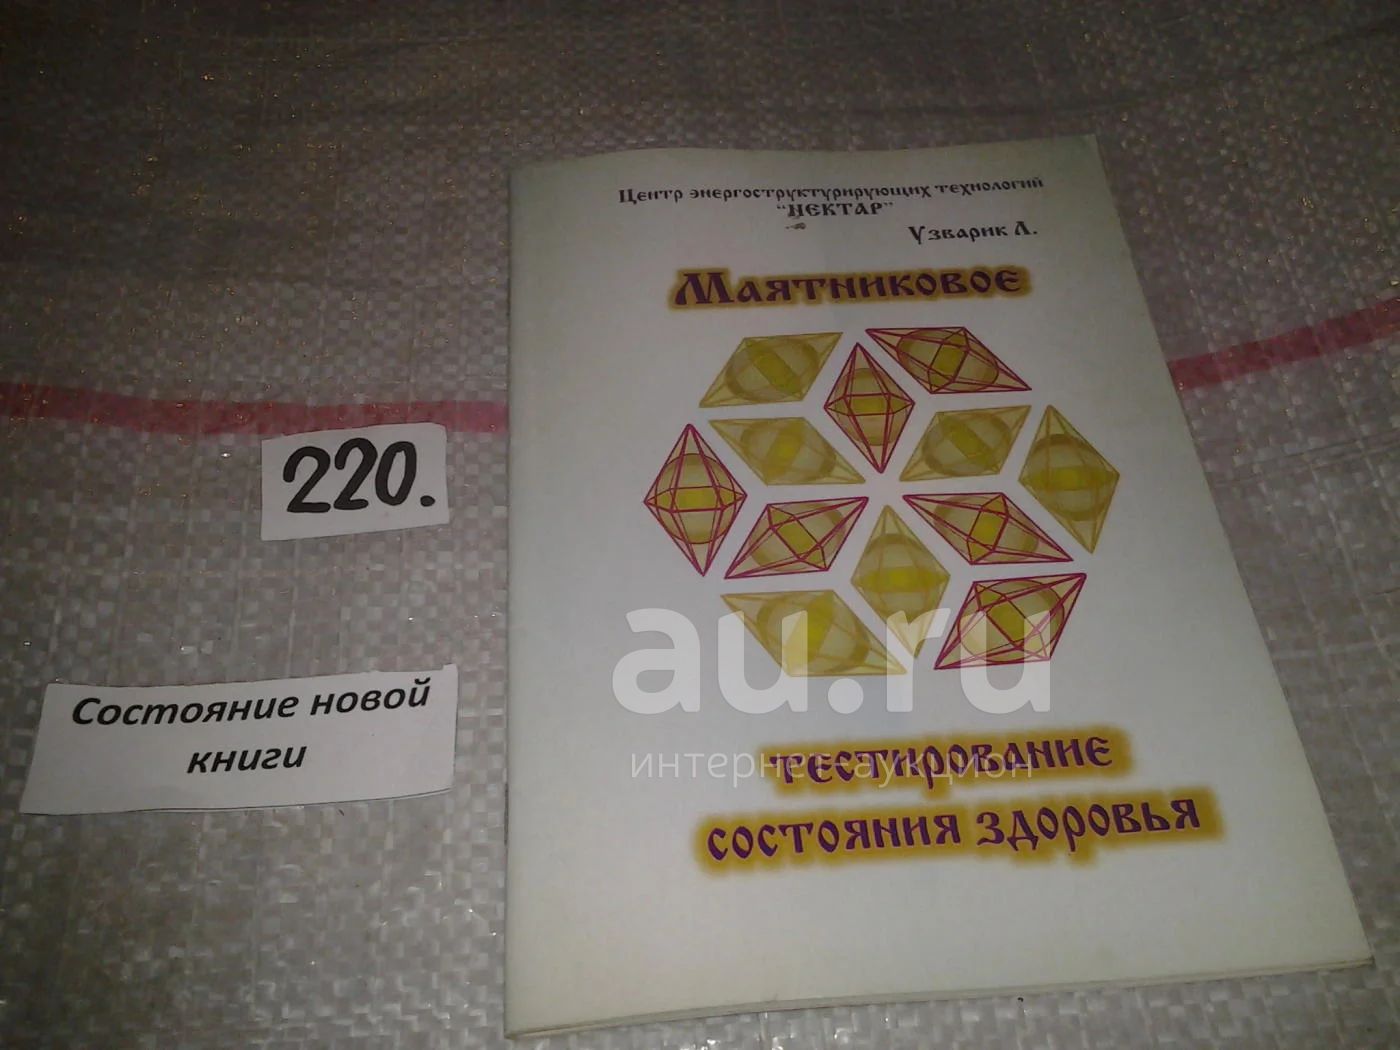 Центр энергоструктурирующих технологий
"НЕКТАР"
Узварик Л.
Маятниковое
220.
au.ru
Состояние новой
книги
интернет-аукцион
тестирование
состояния здоровья